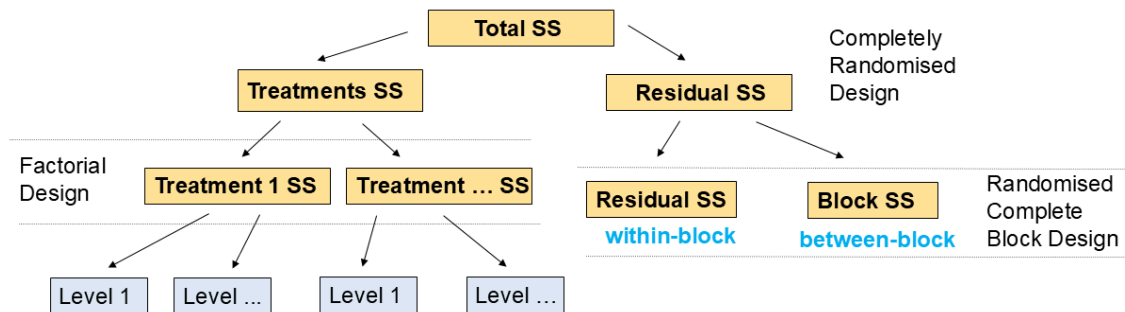 Total SS
Completely
Randomised
Design
Treatments SS
Residual SS
Factorial
Design
Treatment 1 SS
Treatment … SS
Residual SS
within-block
Block SS
between-block
Randomised
Complete
Block Design
Level 1
Level ...
Level 1
Level …